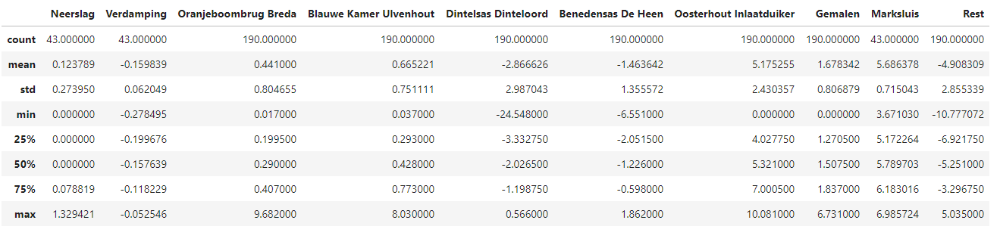 Neerslag Verdamping Oranjeboombrug Breda Blauwe Kamer Ulvenhout Dintelsas Dinteloord Benedensas De Heen Oosterhout Inlaatduiker Gemalen Marksluis Rest
count 43.000000 43.000000 190.000000 190.000000 190.000000 190.000000 190.000000 190.000000 43.000000 190.000000
mean 0.123789 -0.159839 0.441000 0.665221 -2.866626 -1.463642 5.175255 1.678342 5.686378 -4.908309
std 0.273950 0.062049 0.804655 0.751111 2.987043 1.355572 2.430357 0.806879 0.715043 2.855339
min 0.000000 -0.278495 0.017000 0.037000 -24.548000 -6.551000 0.000000 0.000000 3.671030 -10.777072
25% 0.000000 -0.199676 0.199500 0.293000 -3.332750 -2.051500 4.027750 1.270500 5.172264 -6.921750
50% 0.000000 -0.157639 0.290000 0.428000 -2.026500 -1.226000 5.321000 1.507500 5.789703 -5.251000
75% 0.078819 -0.118229 0.407000 0.773000 -1.198750 -0.598000 7.000500 1.837000 6.183016 -3.296750
max 1.329421 -0.052546 9.682000 8.030000 0.566000 1.862000 10.081000 6.731000 6.985724 5.035000